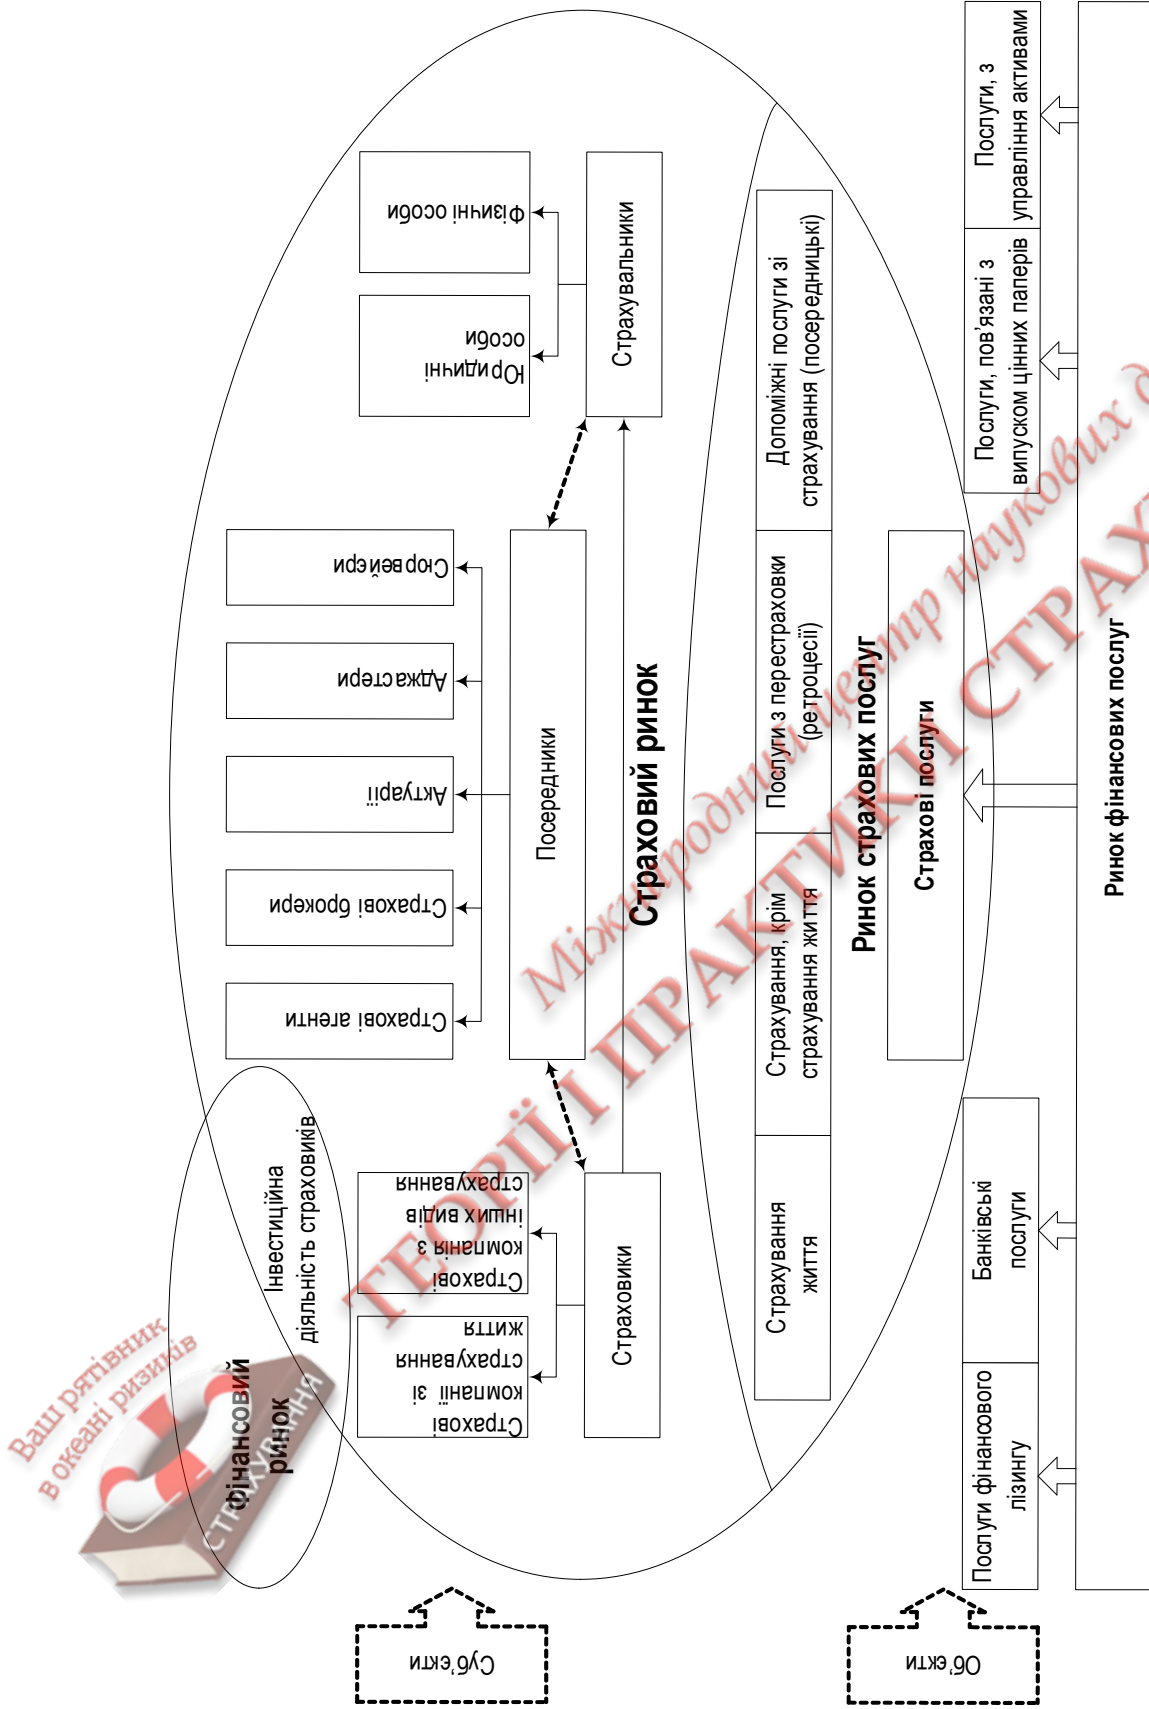 Ваш рятівник
в океані ризиків
СТРАХУВАННЯ
Фінансовий
ринок
Інвестиційна
діяльність страховиків
Суб'єкти
Страхові агенти
Страхові брокери
Актуарії
Аджастери
Сюрвейєри
Страхові
компанії зі
страхування
життя
Страхові
компанія з
інших видів
страхування
Юридичні
особи
Фізичні особи
Страховики
Посередники
Страхувальники
Страховий ринок
Об'єкти
Страхування
життя
Страхування, крім
страхування життя
Послуги з перестраховки
(ретроцесії)
Допоміжні послуги зі
страхування (посередницькі)
Ринок страхових послуг
Страхові послуги
Послуги фінансового
лізингу
Банківські
послуги
Послуги, пов'язані з
випуском цінних паперів
Послуги, з
управління активами
Ринок фінансових послуг
Міжнародний центр наукових д
ТЕОРІЇ І ПРАКТИКИ СТРАХУ